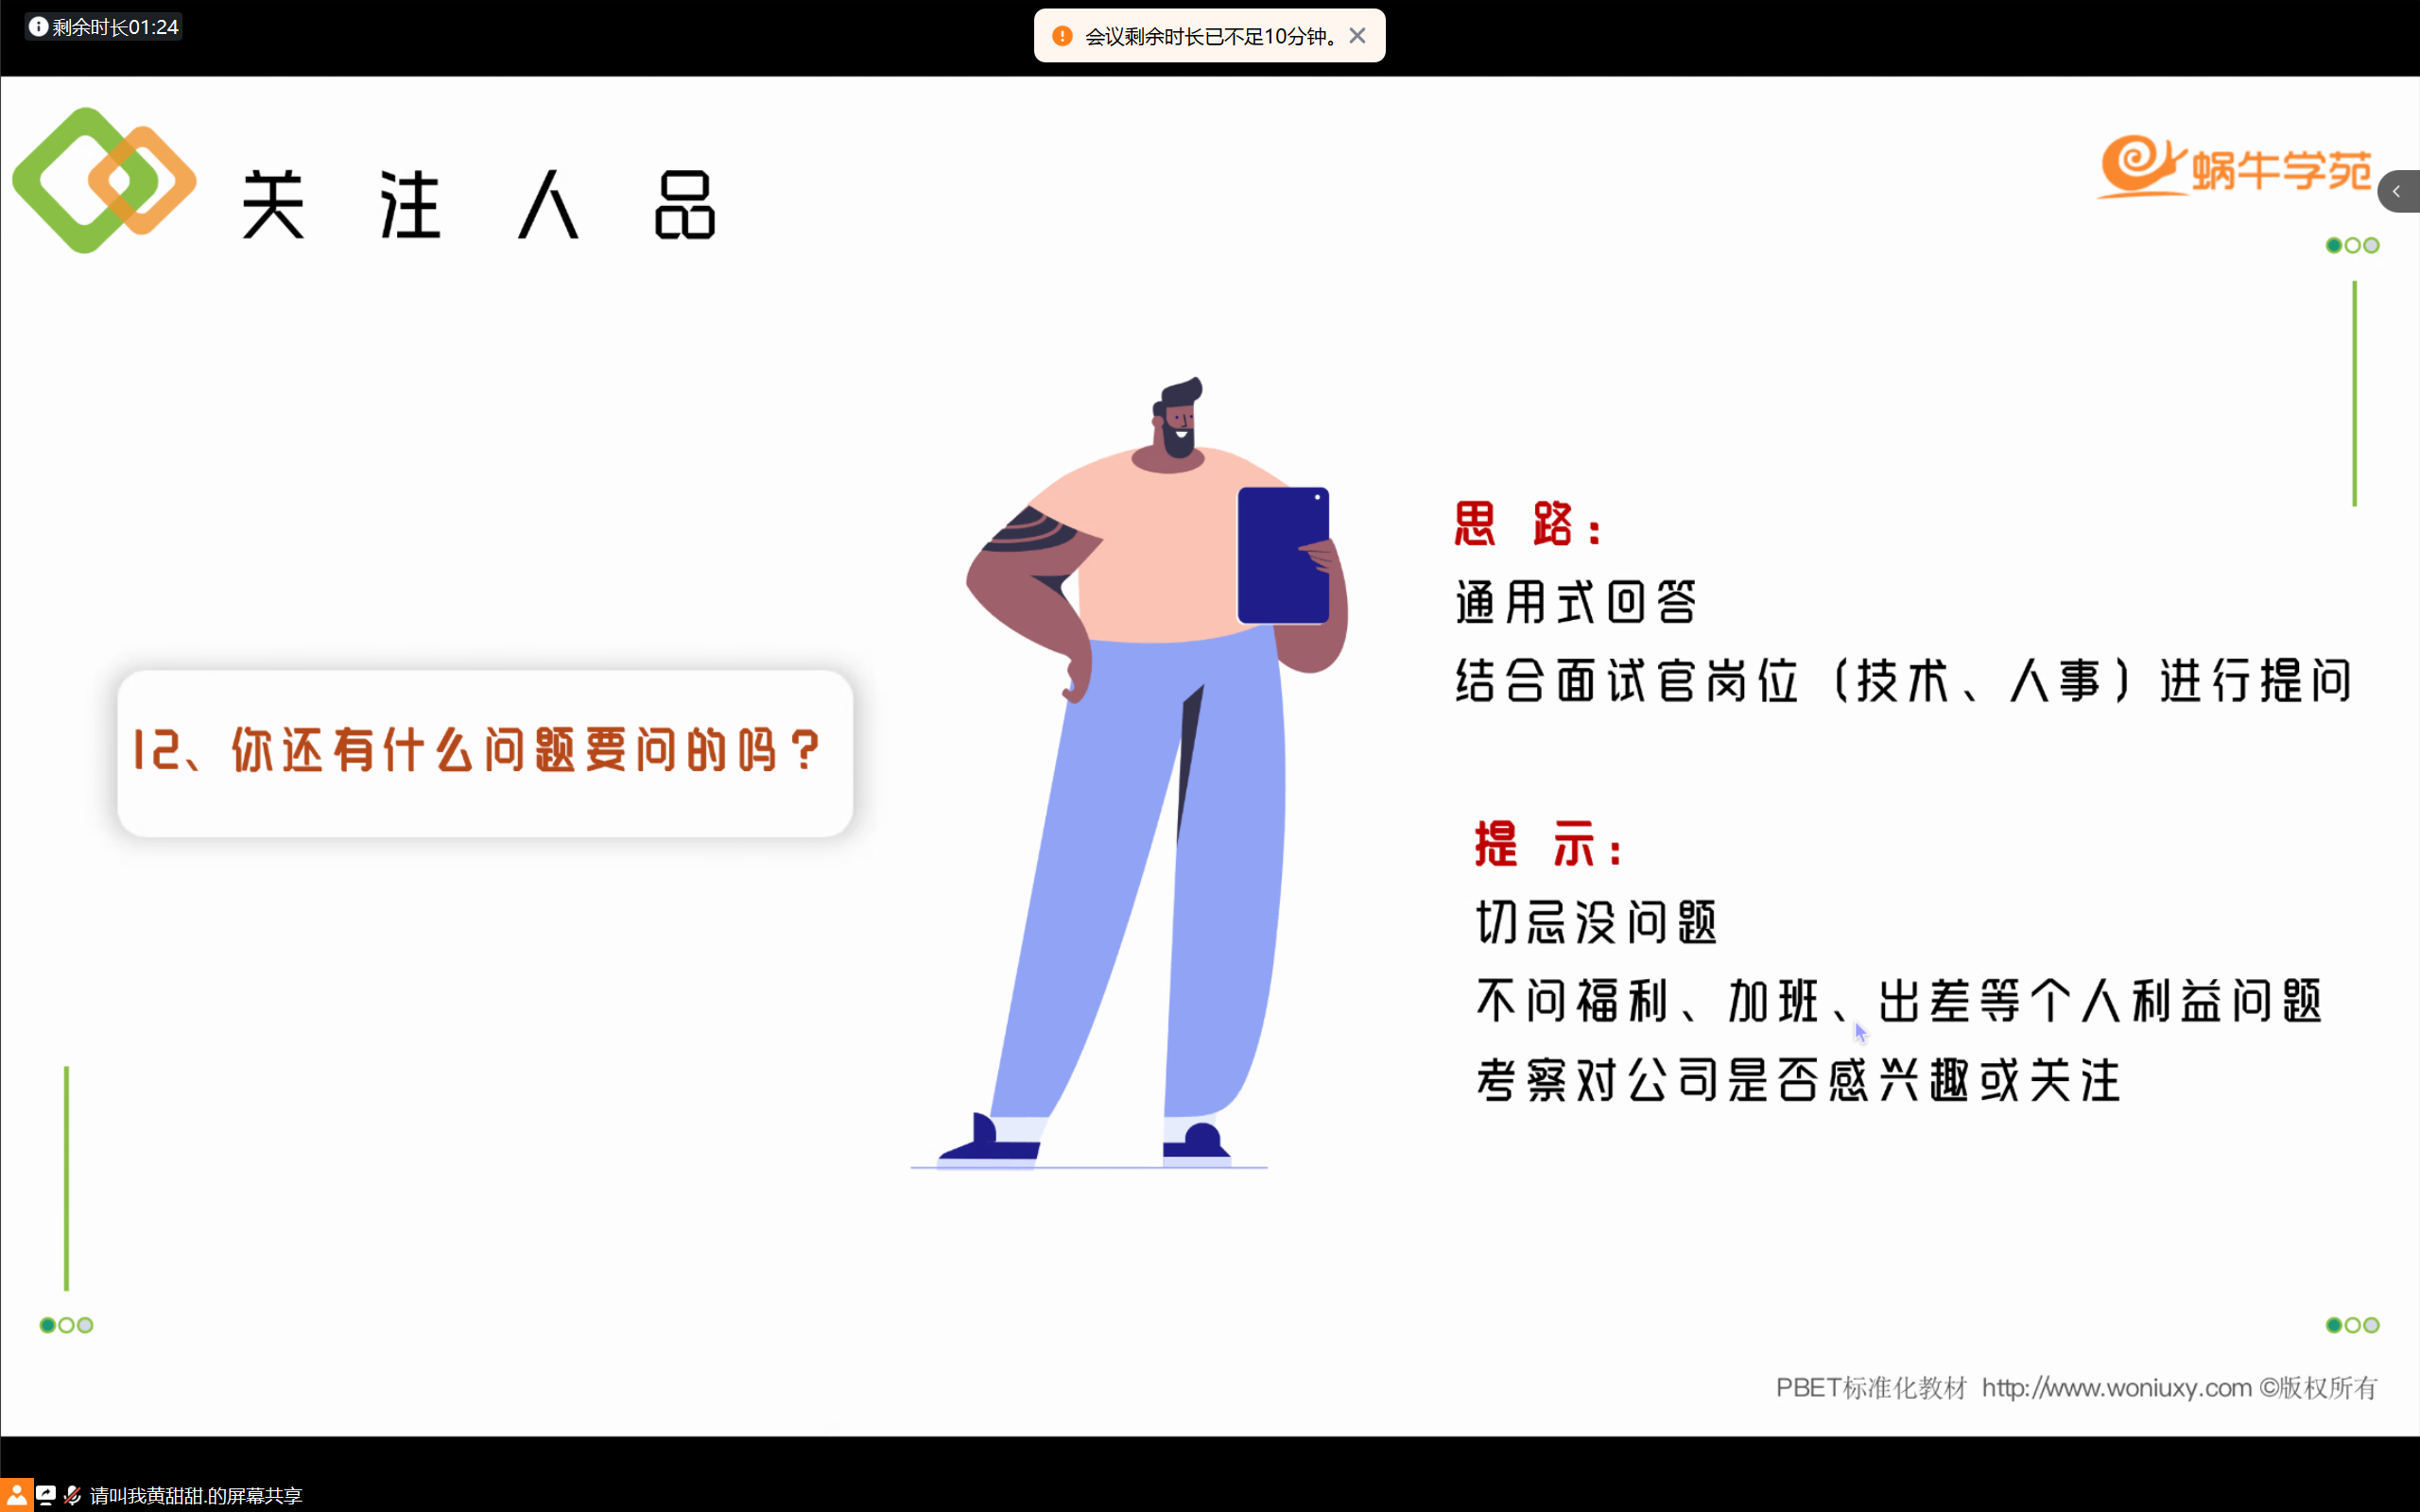 剩余时长01:24
会议剩余时长已不足10分钟。
关注人品
蜗牛学苑
12、你还有什么问题要问的吗?
思路:
通用式回答
结合面试官岗位(技术、人事)进行提问
提示:
切忌没问题
不问福利、加班、出差等个人利益问题
考察对公司是否感兴趣或关注
PBET标准化教材 http://www.woniuxy.com ©版权所有
请叫我黄甜甜.的屏幕共享